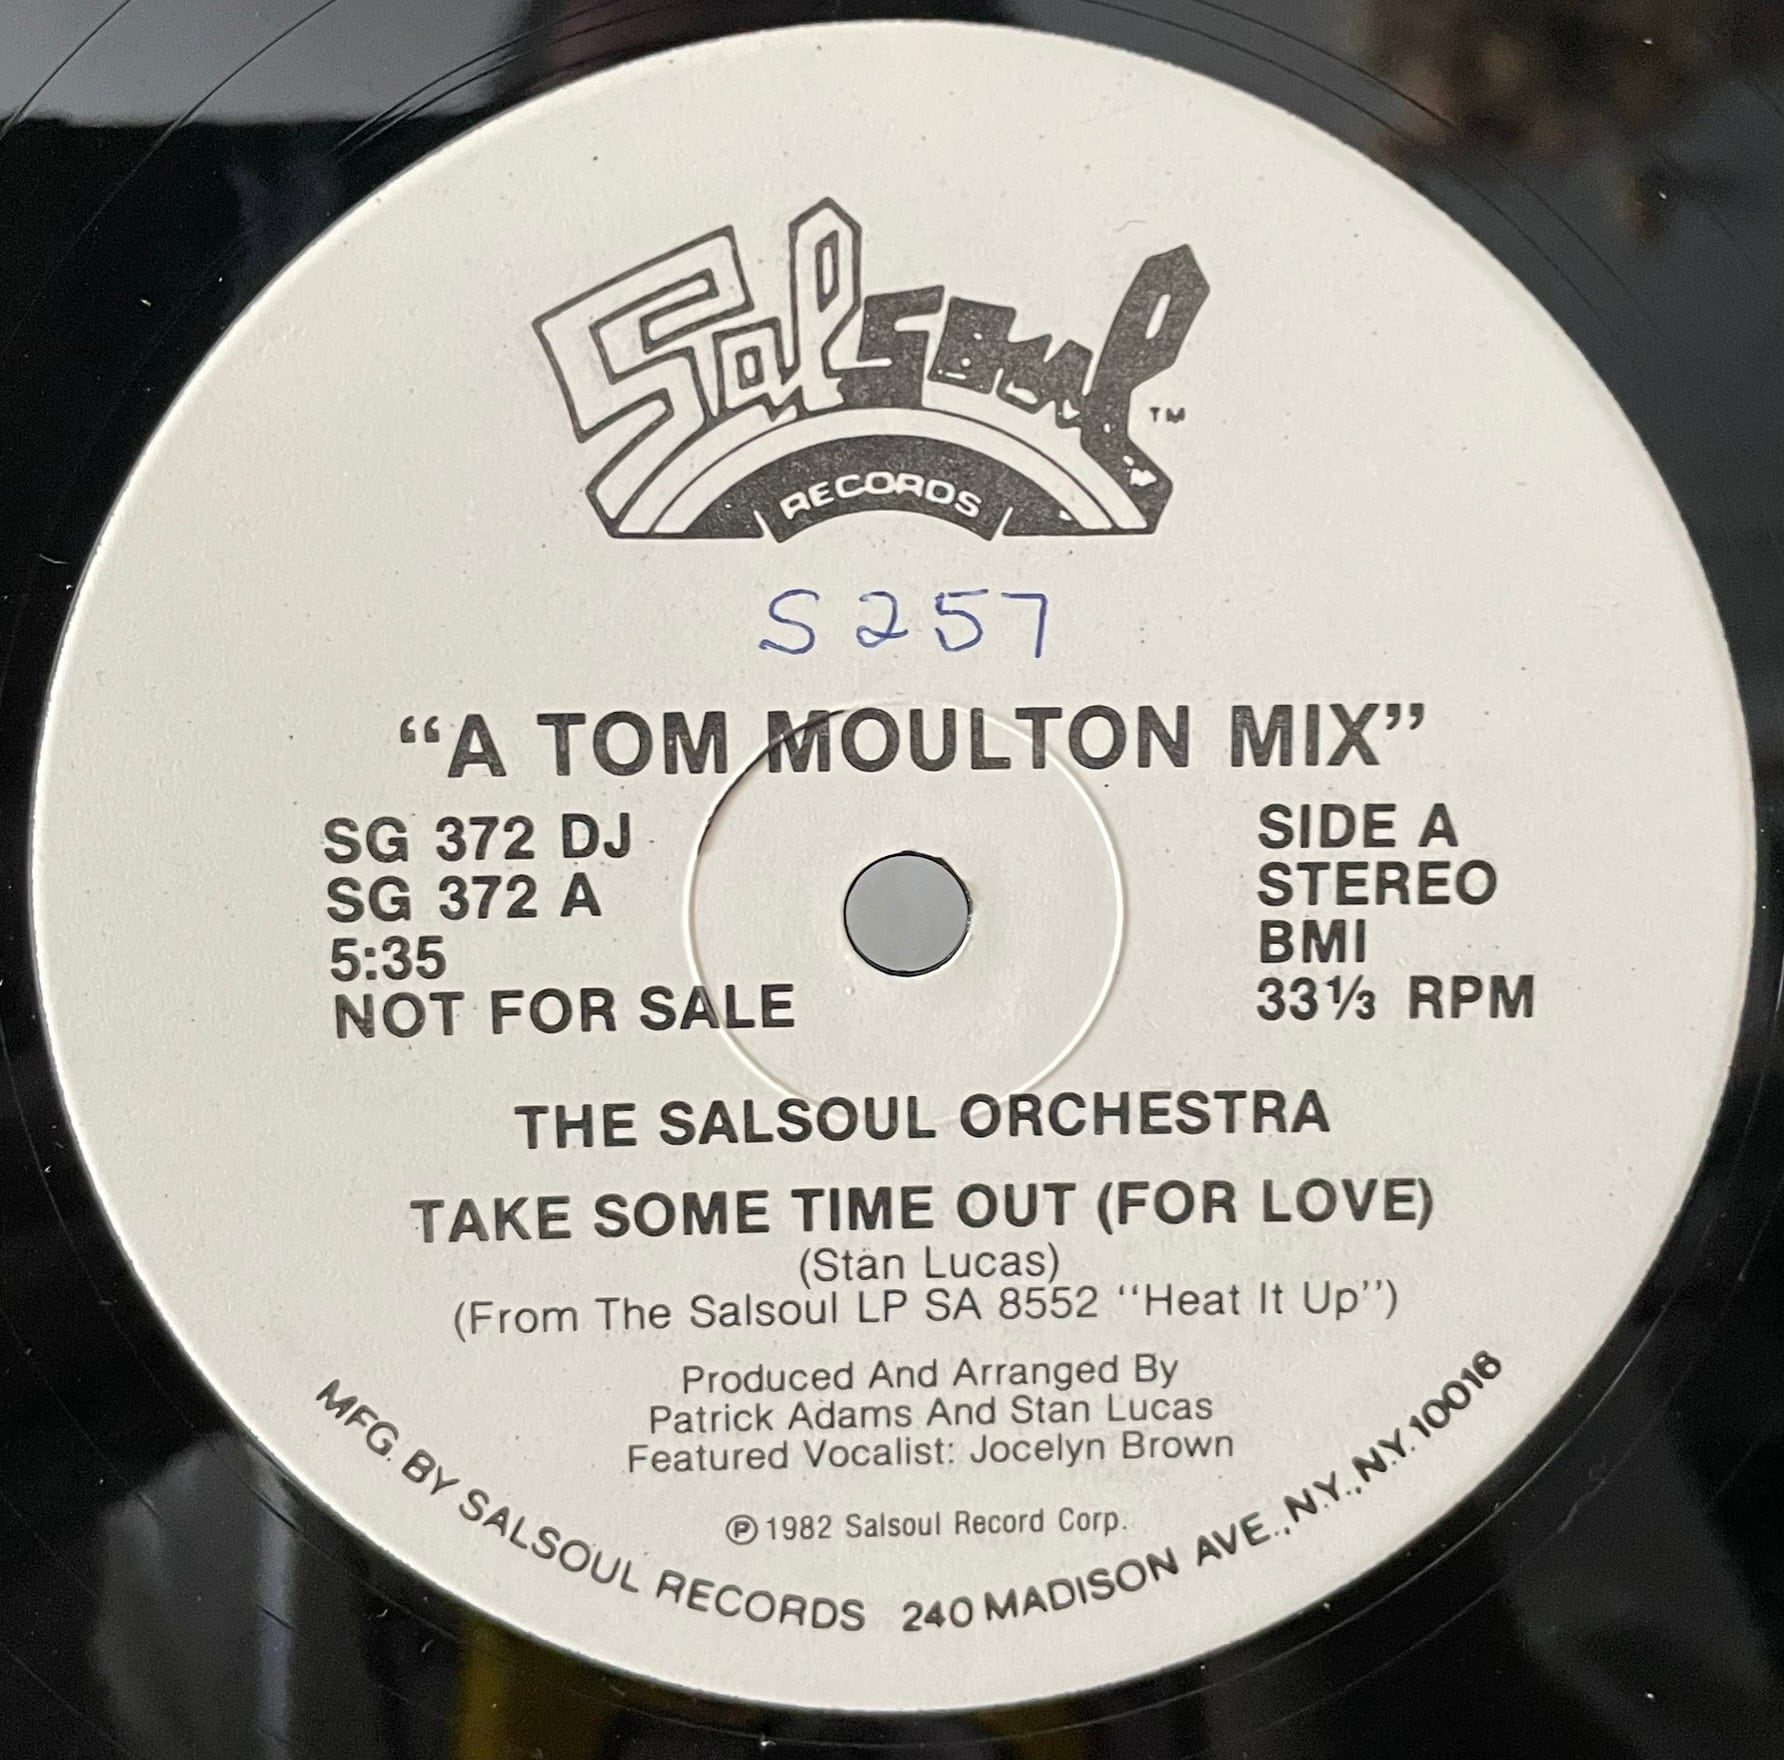 Salsoul TM
RECORDS
S257
“A TOM MOULTON MIX”
SG 372 DJ
SG 372 A
5:35
NOT FOR SALE
SIDE A
STEREO
BMI
33⅓ RPM
THE SALSOUL ORCHESTRA
TAKE SOME TIME OUT (FOR LOVE)
(Stan Lucas)
(From The Salsoul LP SA 8552 “Heat It Up”)
Produced And Arranged By
Patrick Adams And Stan Lucas
Featured Vocalist: Jocelyn Brown
℗1982 Salsoul Record Corp.
MFG. BY SALSOUL RECORDS 240 MADISON AVE., N.Y., N.Y. 10016